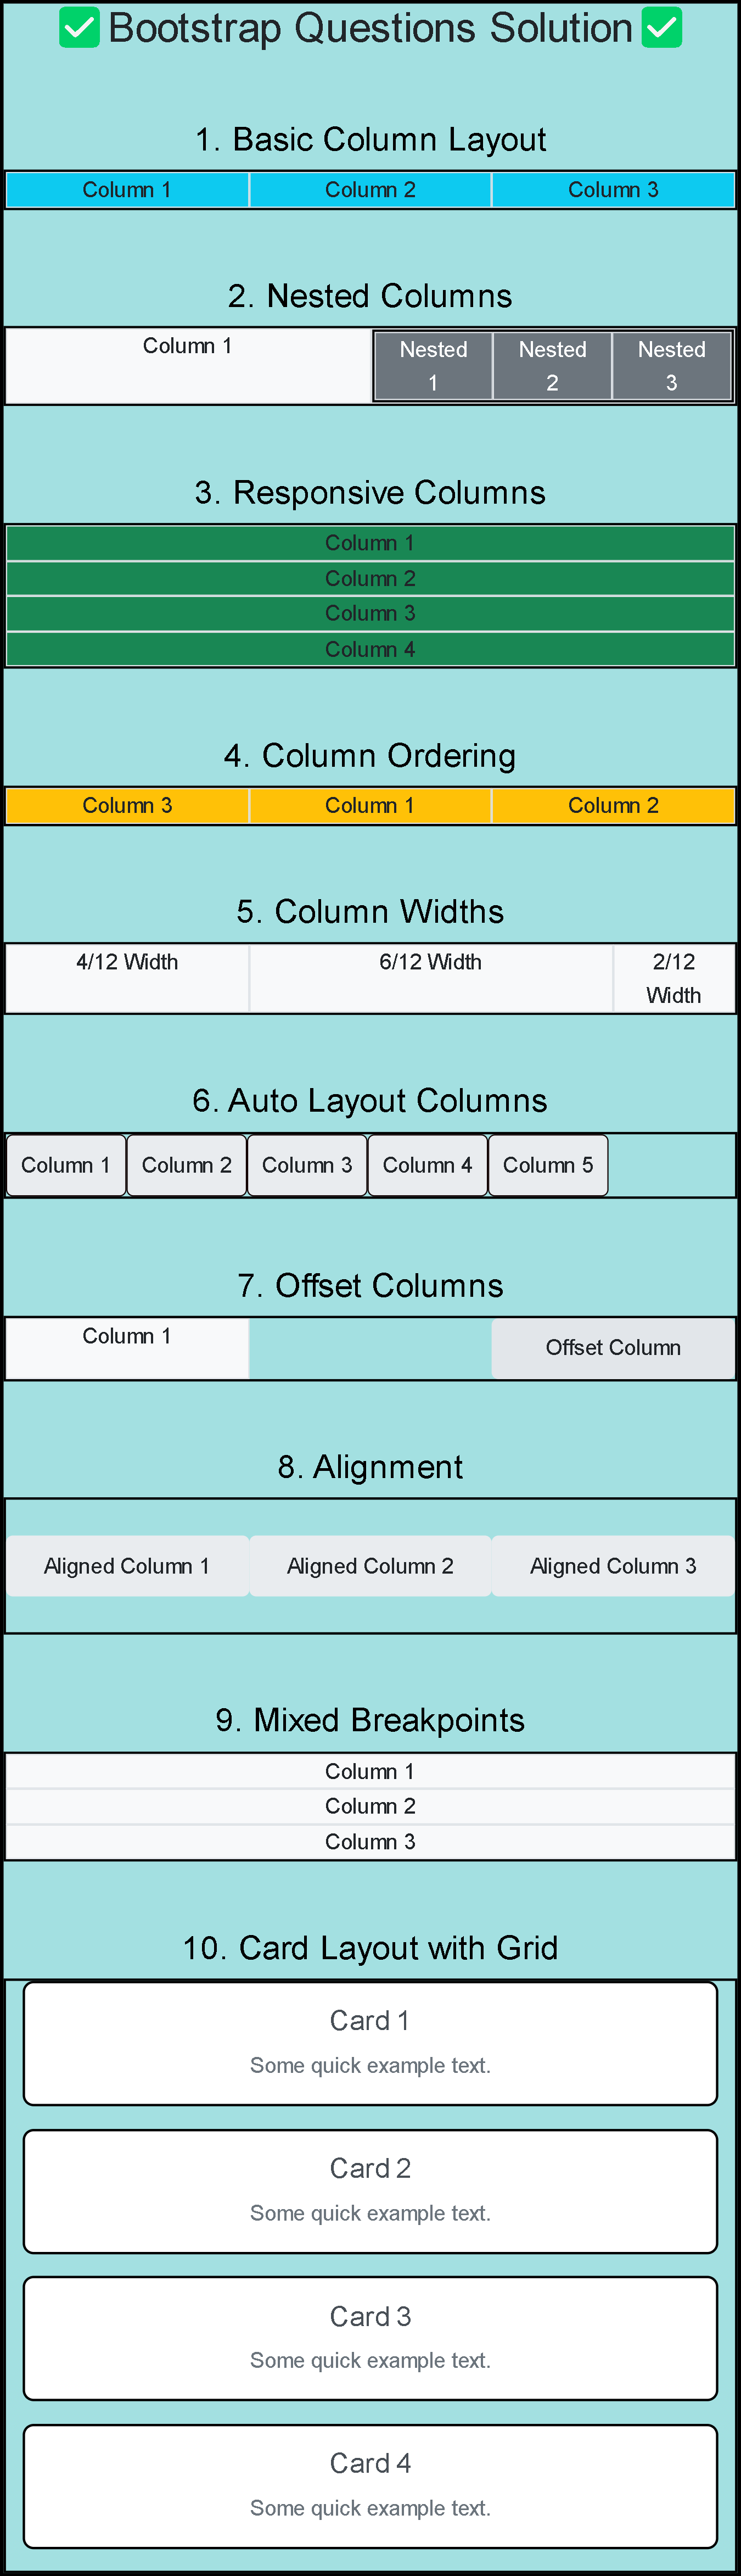 ✅ Bootstrap Questions Solution ✅
1. Basic Column Layout
Column 1 Column 2 Column 3
2. Nested Columns
Column 1 Nested 1 Nested 2 Nested 3
3. Responsive Columns
Column 1
Column 2
Column 3
Column 4
4. Column Ordering
Column 3 Column 1 Column 2
5. Column Widths
4/12 Width 6/12 Width 2/12 Width
6. Auto Layout Columns
Column 1 Column 2 Column 3 Column 4 Column 5
7. Offset Columns
Column 1 Offset Column
8. Alignment
Aligned Column 1 Aligned Column 2 Aligned Column 3
9. Mixed Breakpoints
Column 1
Column 2
Column 3
10. Card Layout with Grid
Card 1
Some quick example text.
Card 2
Some quick example text.
Card 3
Some quick example text.
Card 4
Some quick example text.